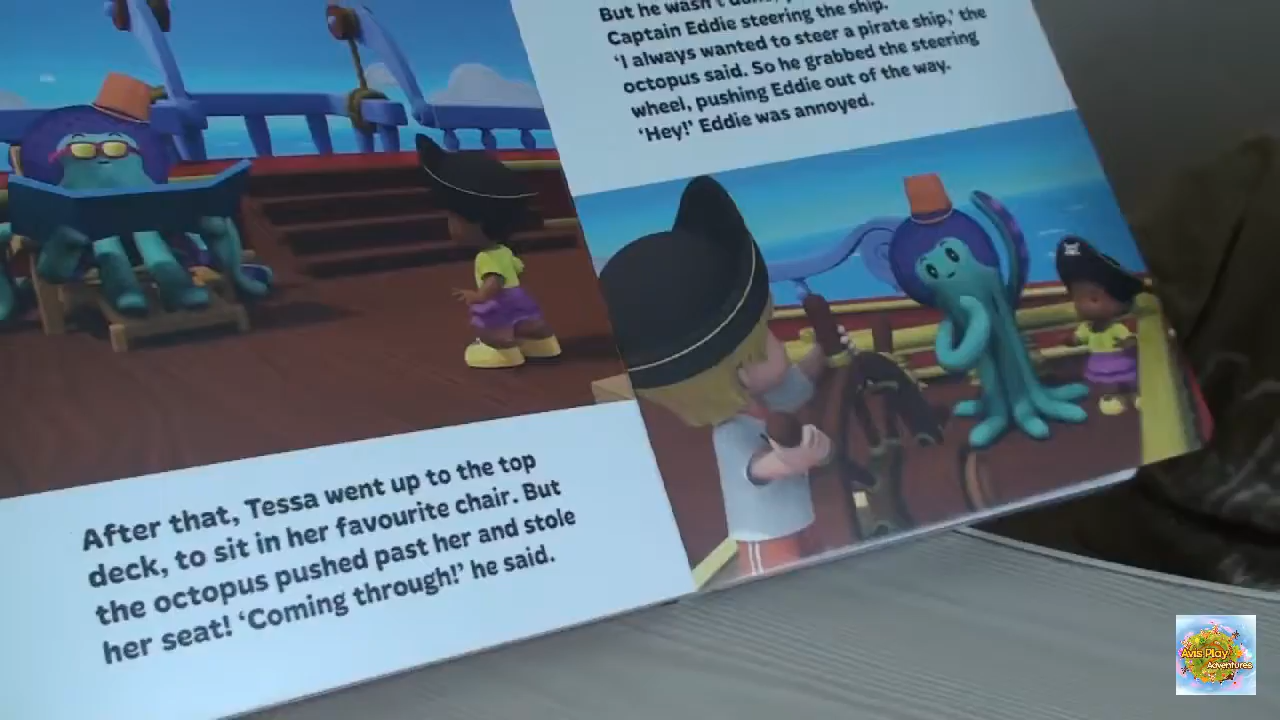 After that, Tessa went up to the top
deck, to sit in her favourite chair. But
the octopus pushed past her and stole
her seat! ‘Coming through!’ he said.
But he wasn't
Captain Eddie steering the ship.
‘I always wanted to steer a pirate ship,’ the
octopus said. So he grabbed the steering
wheel, pushing Eddie out of the way.
‘Hey!’ Eddie was annoyed.
Avis Play
Adventures